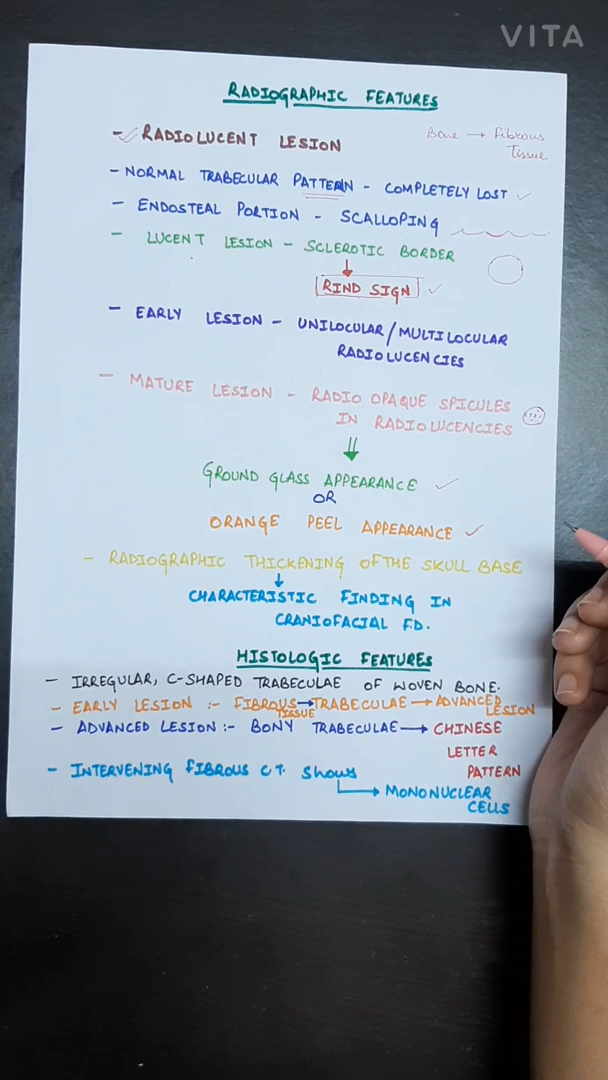 VITA
RADIOGRAPHIC FEATURES
- RADIOLUCENT LESION
Bone → Fibrous
Tissue
- NORMAL TRABECULAR PATTERN - COMPLETELY LOST
- ENDOSTEAL PORTION - SCALLOPING
- LUCENT LESION - SCLEROTIC BORDER
RIND SIGN
- EARLY LESION - UNILOCULAR/MULTILOCULAR
RADIOLUCENCIES
- MATURE LESION - RADIO OPAQUE SPICULES
IN RADIOLUCENCIES
GROUND GLASS APPEARANCE
OR
ORANGE PEEL APPEARANCE
- RADIOGRAPHIC THICKENING OF THE SKULL BASE
CHARACTERISTIC FINDING IN
CRANIOFACIAL F.D.
HISTOLOGIC FEATURES
- IRREGULAR, C-SHAPED TRABECULAE OF WOVEN BONE.
- EARLY LESION :- FIBROUS TISSUE → TRABECULAE → ADVANCED LESION
- ADVANCED LESION :- BONY TRABECULAE → CHINESE
LETTER
PATTERN
- INTERVENING FIBROUS C.T. Shows
→ MONONUCLEAR
CELLS